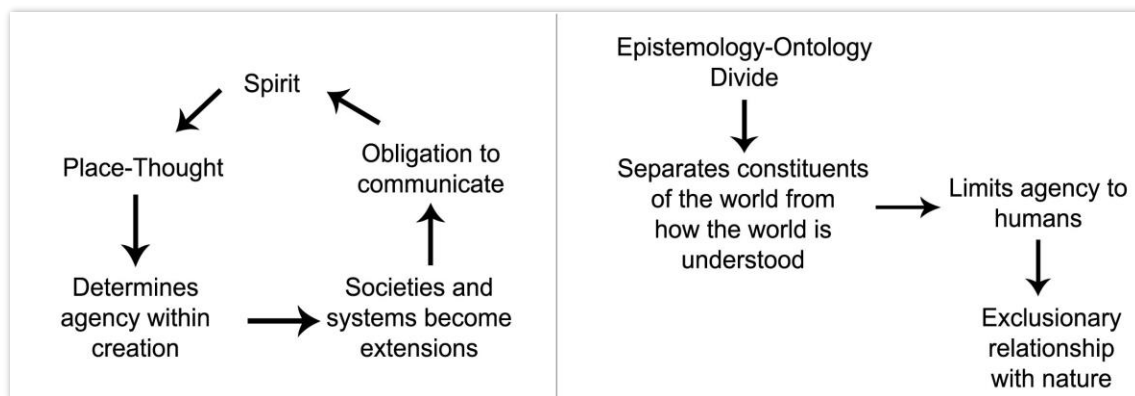 Spirit
Place-Thought
Determines
agency within
creation
Societies and
systems become
extensions
Obligation to
communicate
Epistemology-Ontology
Divide
Separates constituents
of the world from
how the world is
understood
Limits agency to
humans
Exclusionary
relationship
with nature